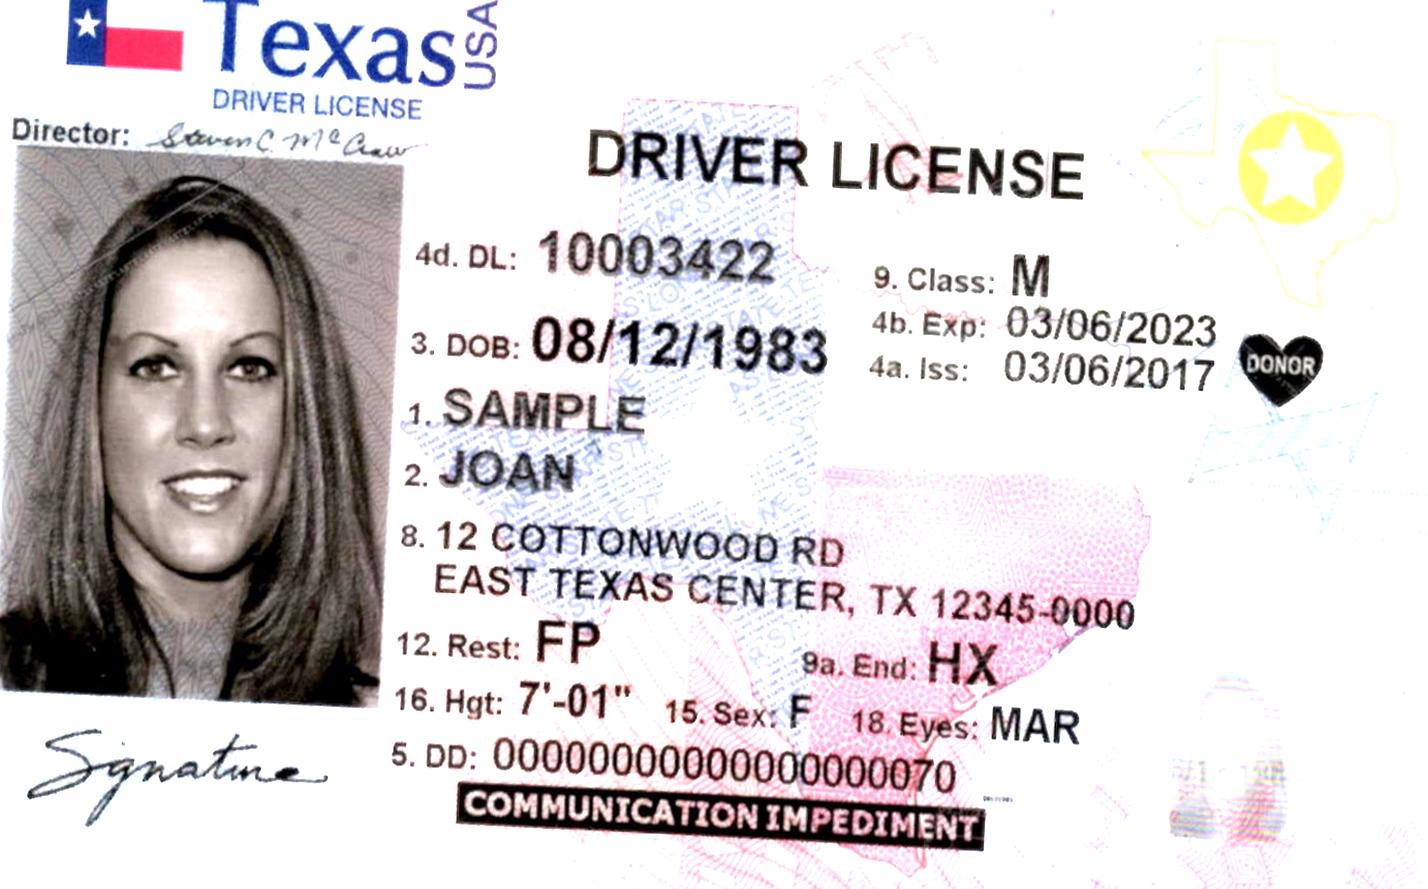 Texas USA
DRIVER LICENSE
Director: Steven C. McCraw
DRIVER LICENSE
4d. DL: 10003422
9. Class: M
3. DOB: 08/12/1983
4b. Exp: 03/06/2023
4a. Iss: 03/06/2017
DONOR
1. SAMPLE
2. JOAN
8. 12 COTTONWOOD RD
EAST TEXAS CENTER, TX 12345-0000
12. Rest: FP
9a. End: HX
16. Hgt: 7'-01" 15. Sex: F 18. Eyes: MAR
5. DD: 00000000000000000070
COMMUNICATION IMPEDIMENT
Signature